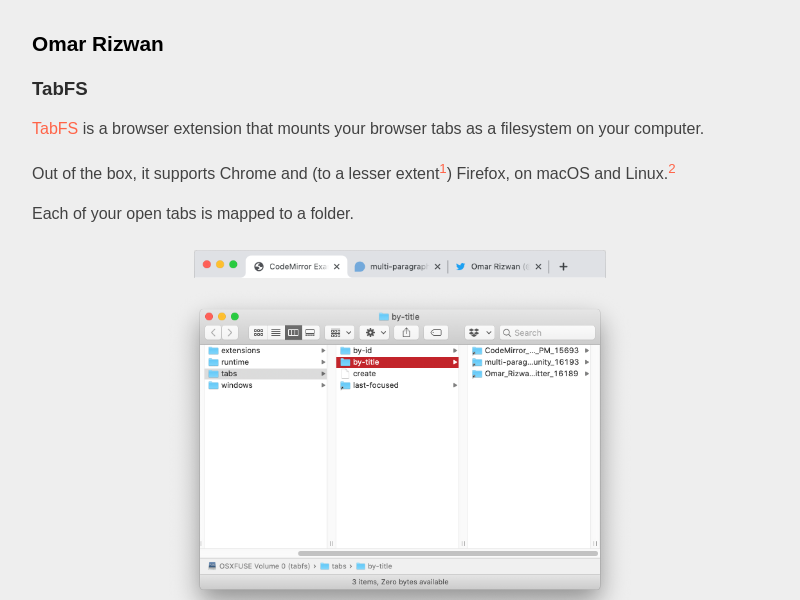 Omar Rizwan
TabFS
TabFS is a browser extension that mounts your browser tabs as a filesystem on your computer.
Out of the box, it supports Chrome and (to a lesser extent1) Firefox, on macOS and Linux.2
Each of your open tabs is mapped to a folder.
CodeMirror Exa multi-paragraph Omar Rizwan (@
by-title
Search
extensions by-id CodeMirror_..._PM_15693
runtime by-title multi-parag...unity_16193
tabs create Omar_Rizwa...itter_16189
windows last-focused
OSXFUSE Volume 0 (tabfs) › tabs › by-title
3 items, Zero bytes available